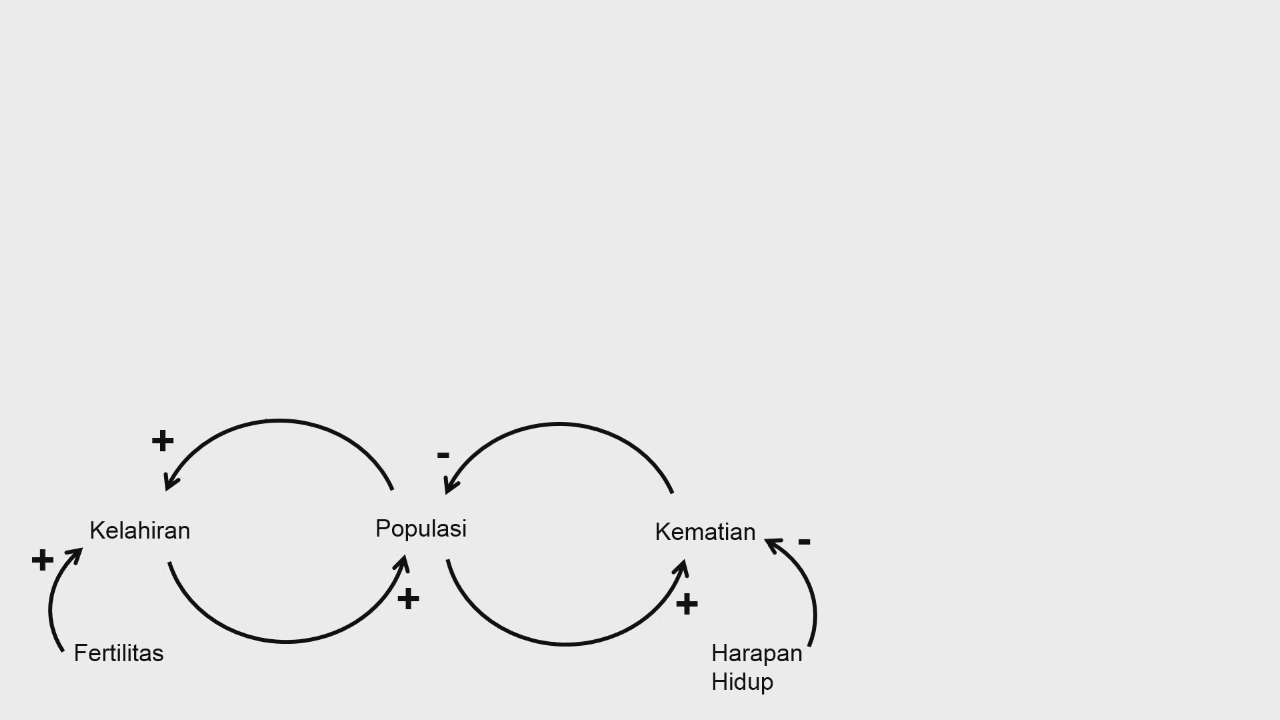 +
-
Kelahiran
Populasi
Kematian
-
+
+
+
Fertilitas
Harapan
Hidup